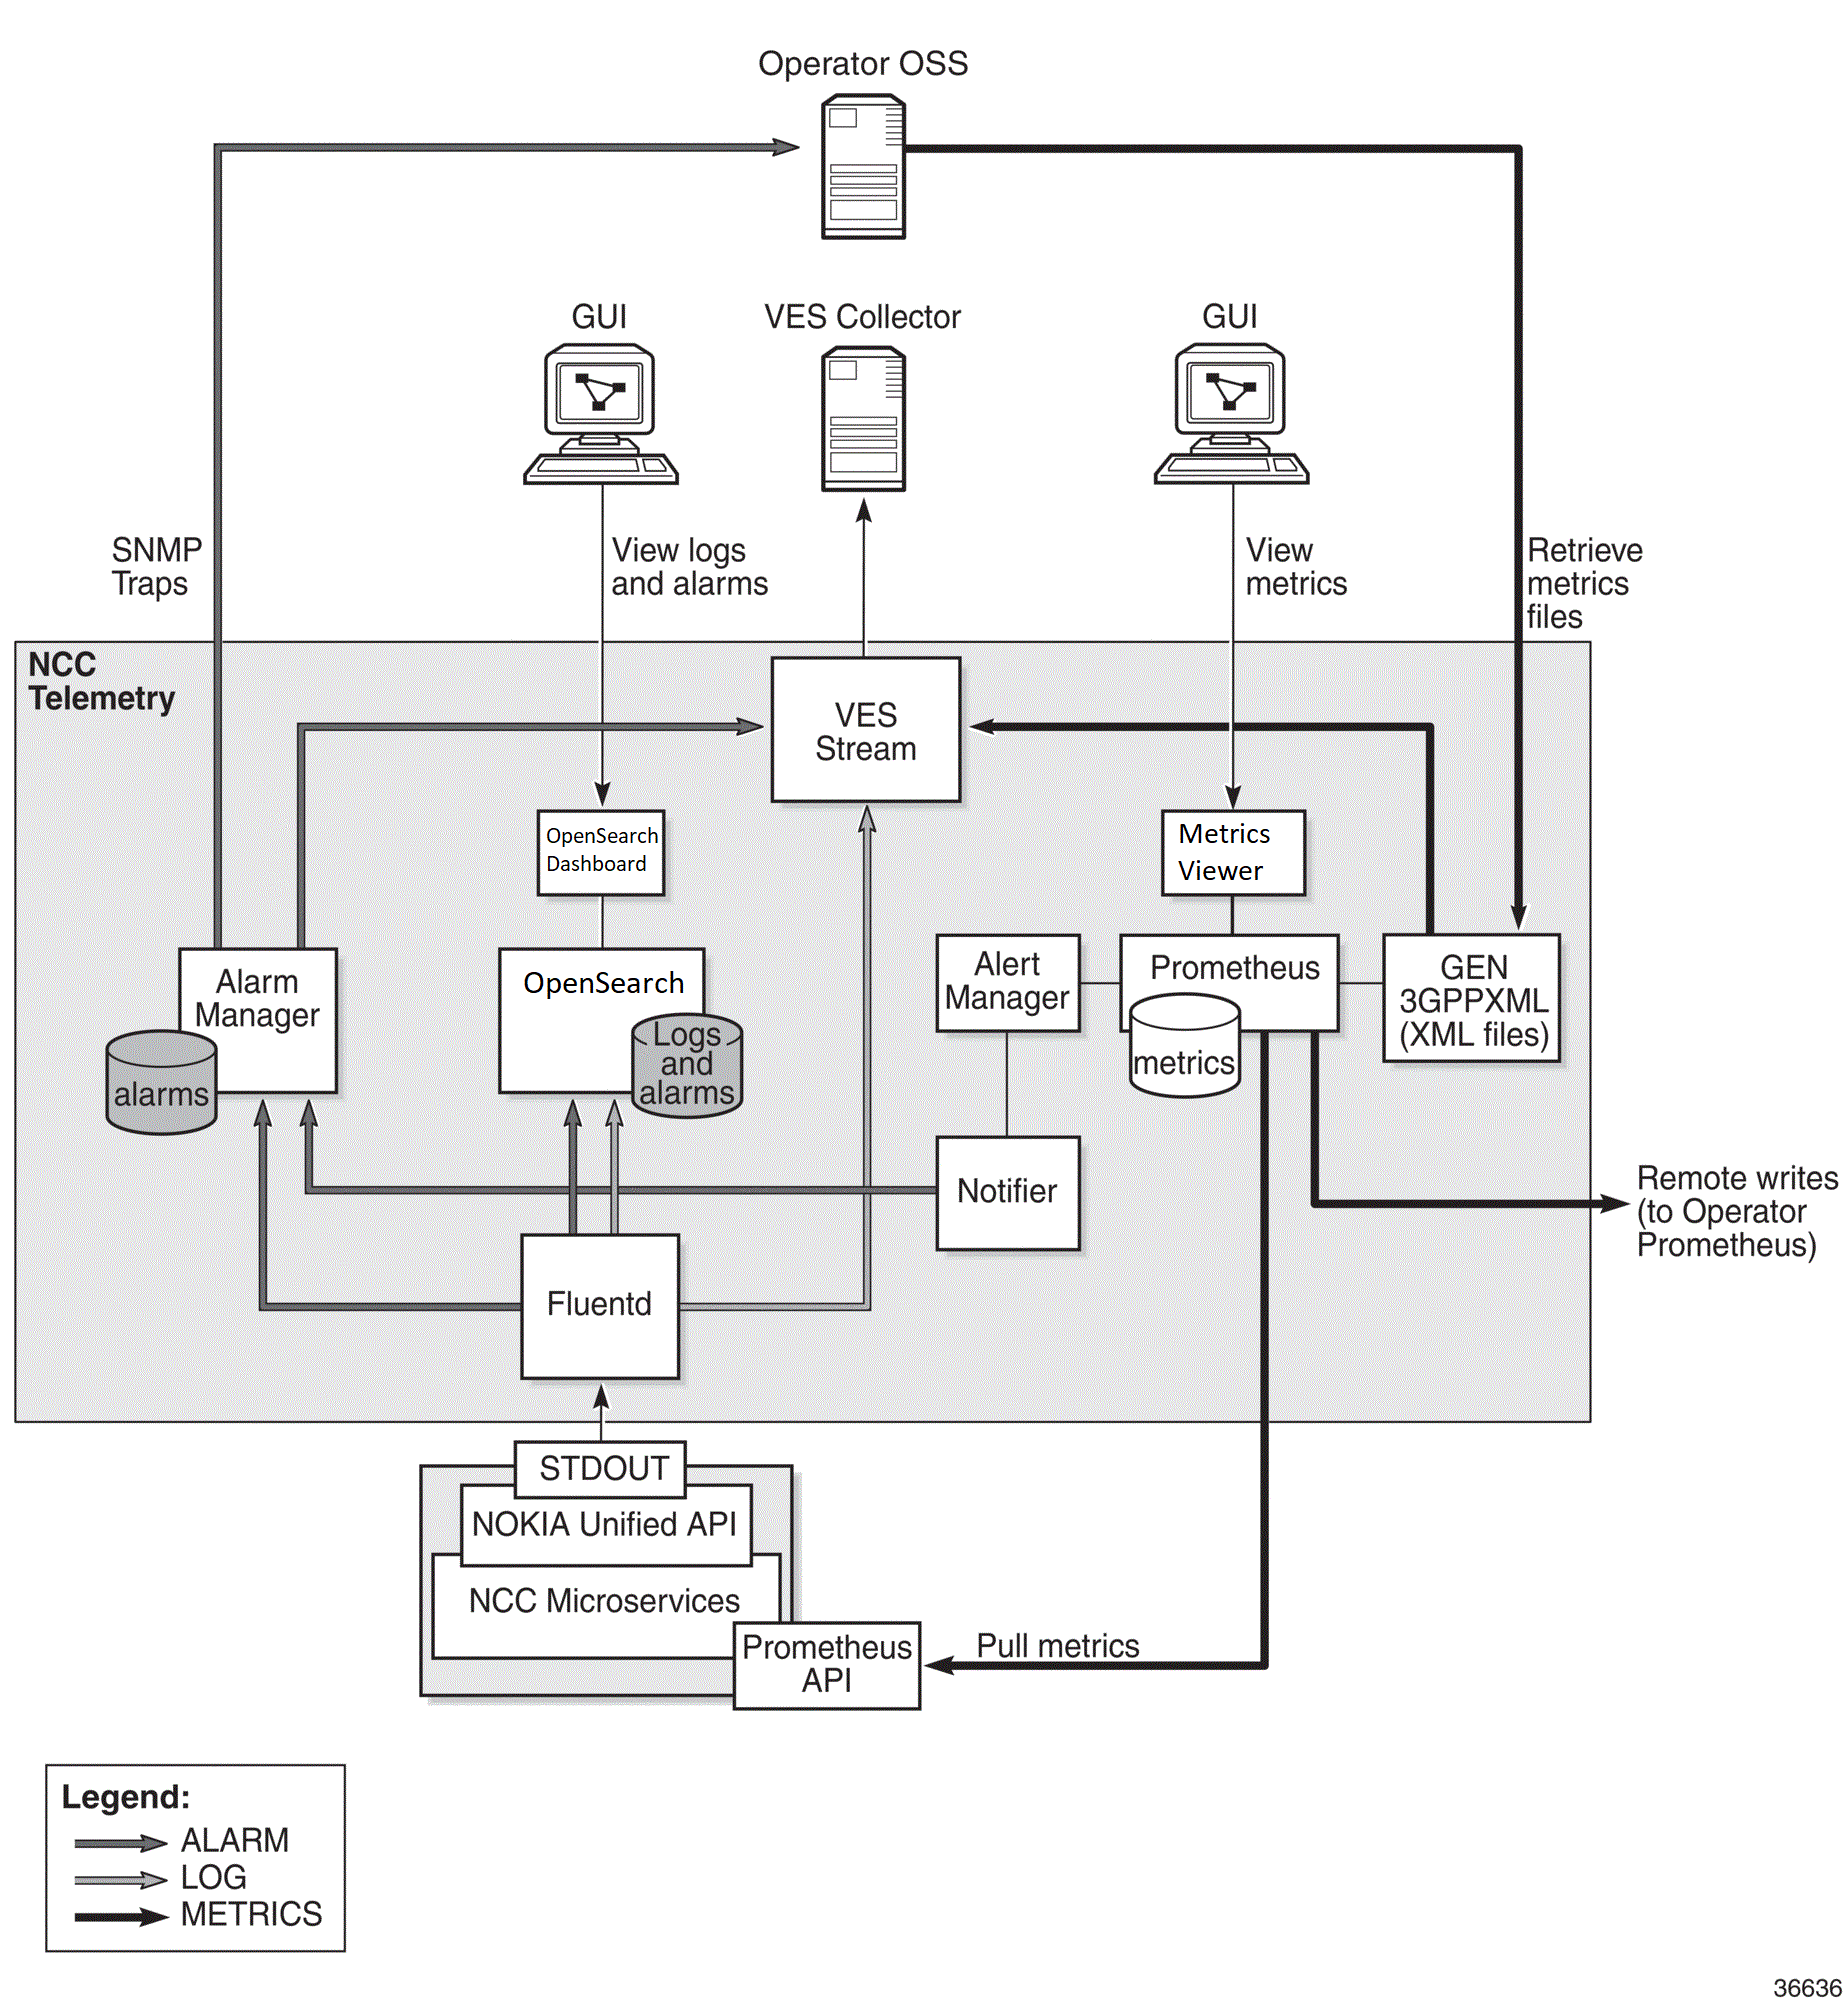 Operator OSS
GUI
VES Collector
GUI
SNMP
Traps
View logs
and alarms
View
metrics
Retrieve
metrics
files
NCC
Telemetry
VES
Stream
OpenSearch
Dashboard
Metrics
Viewer
Alarm
Manager
alarms
OpenSearch
Logs
and
alarms
Alert
Manager
Prometheus
metrics
GEN
3GPPXML
(XML files)
Notifier
Remote writes
(to Operator
Prometheus)
Fluentd
STDOUT
NOKIA Unified API
NCC Microservices
Prometheus
API
Pull metrics
Legend:
ALARM
LOG
METRICS
36636